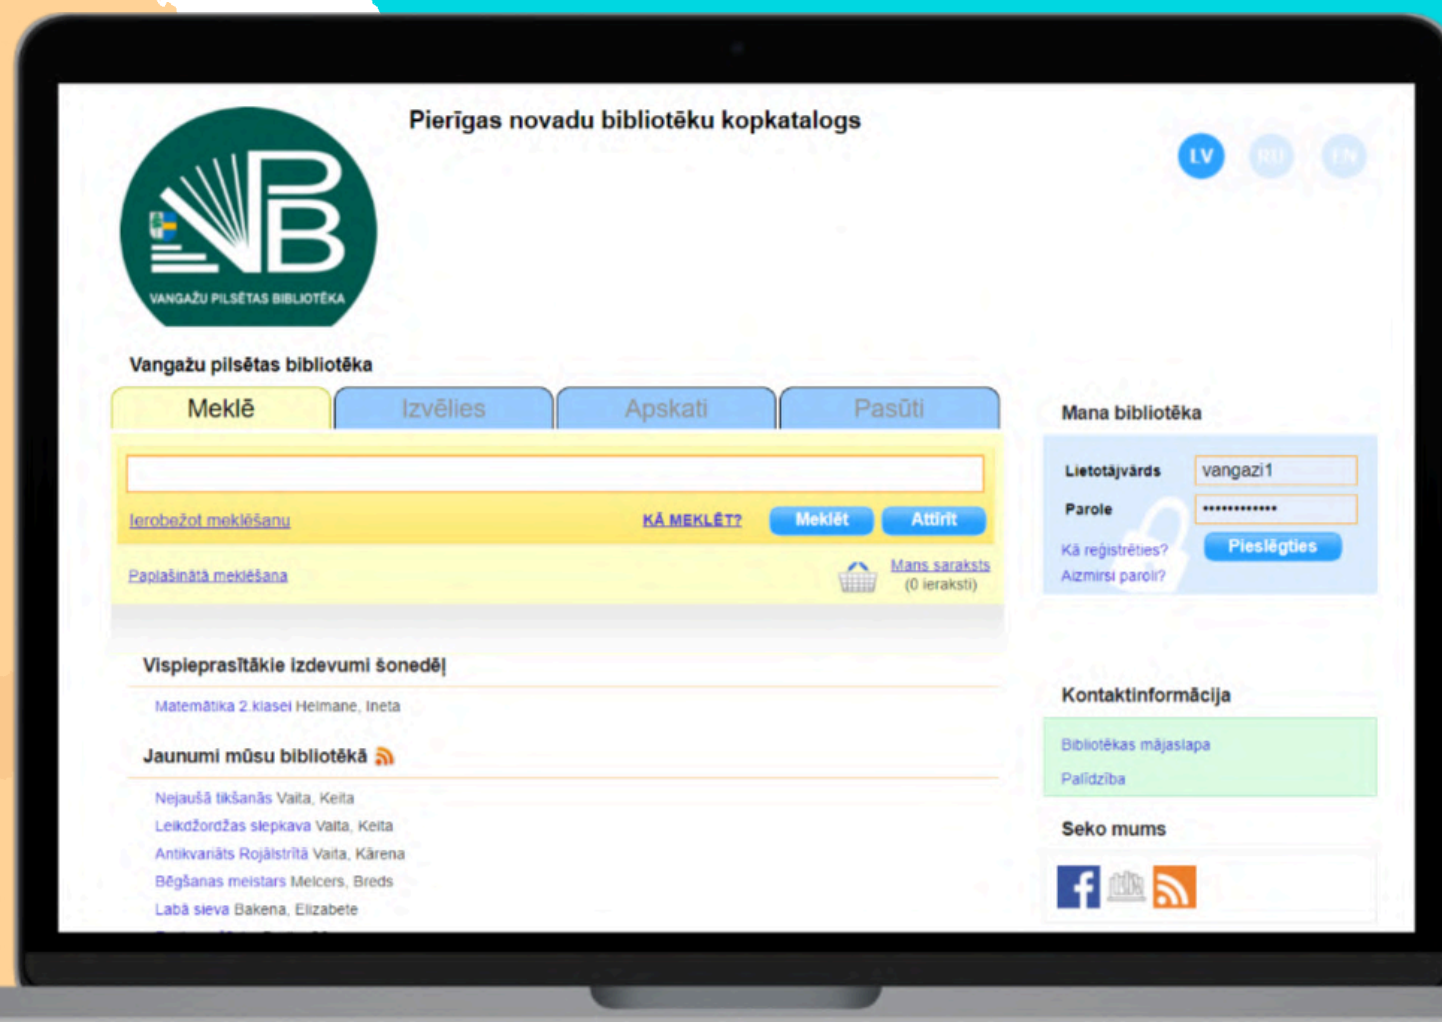 Pierīgas novadu bibliotēku kopkatalogs
LV RU EN
VPB
VANGAŽU PILSĒTAS BIBLIOTĒKA
Vangažu pilsētas bibliotēka
Meklē Izvēlies Apskati Pasūti
Ierobežot meklēšanu KĀ MEKLĒT? Meklēt Attīrīt
Paplašinātā meklēšana Mans saraksts
(0 ieraksti)
Mana bibliotēka
Lietotājvārds vangazi1
Parole ••••••••••••
Kā reģistrēties? Pieslēgties
Aizmirsi paroli?
Vispieprasītākie izdevumi šonedēļ
Matemātika 2.klasei Helmane, Ineta
Jaunumi mūsu bibliotēkā
Nejaušā tikšanās Vaita, Keita
Leikdžordžas slepkava Vaita, Keita
Antikvariāts Rojālstrītā Vaita, Kārena
Bēgšanas meistars Melcers, Breds
Labā sieva Bakena, Elizabete
Kontaktinformācija
Bibliotēkas mājaslapa
Palīdzība
Seko mums
f